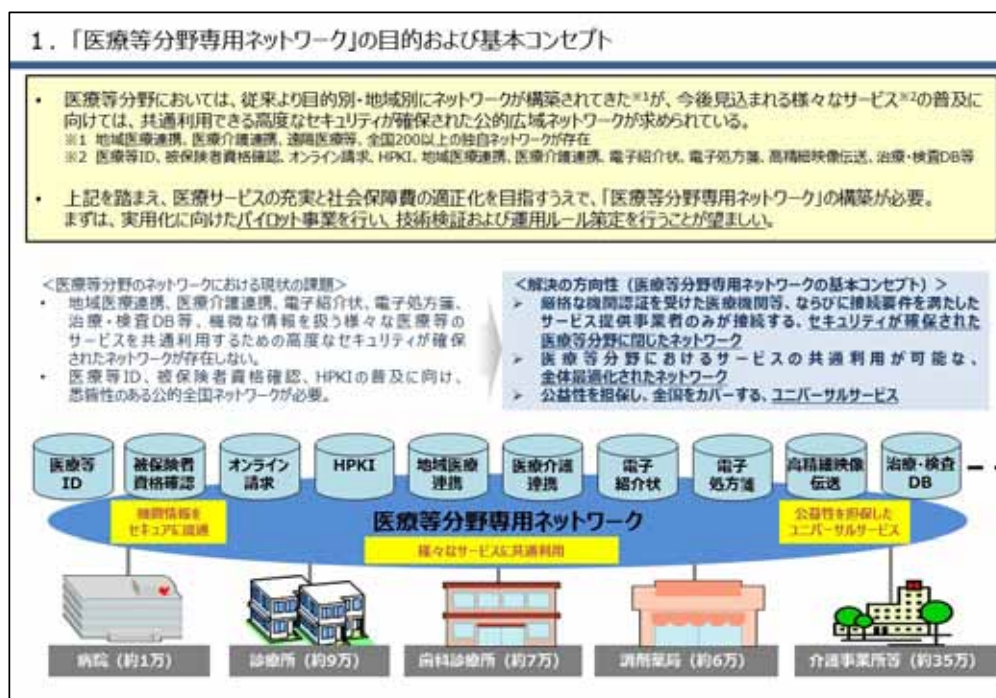 1.「医療等分野専用ネットワーク」の目的および基本コンセプト
• 医療等分野においては、従来より目的別・地域別にネットワークが構築されてきた※1が、今後見込まれる様々なサービス※2の普及に
向けては、共通利用できる高度なセキュリティが確保された公的広域ネットワークが求められている。
※1 地域医療連携、医療介護連携、遠隔医療等、全国200以上の独自ネットワークが存在
※2 医療等ID、被保険者資格確認、オンライン請求、HPKI、地域医療連携、医療介護連携、電子紹介状、電子処方箋、高精細映像伝送、治療・検査DB等
• 上記を踏まえ、医療サービスの充実と社会保障費の適正化を目指すうえで、「医療等分野専用ネットワーク」の構築が必要。
まずは、実用化に向けたパイロット事業を行い、技術検証および運用ルール策定を行うことが望ましい。
<医療等分野のネットワークにおける現状の課題>
• 地域医療連携、医療介護連携、電子紹介状、電子処方箋、
治療・検査DB等、機微な情報を扱う様々な医療等の
サービスを共通利用するための高度なセキュリティが確保
されたネットワークが存在しない。
• 医療等ID、被保険者資格確認、HPKIの普及に向け、
悉皆性のある公的全国ネットワークが必要。
<解決の方向性(医療等分野専用ネットワークの基本コンセプト)>
➢ 厳格な機関認証を受けた医療機関等、ならびに接続要件を満たした
サービス提供事業者のみが接続する、セキュリティが確保された
医療等分野に閉じたネットワーク
➢ 医療等分野におけるサービスの共通利用が可能な、
全体最適化されたネットワーク
➢ 公益性を担保し、全国をカバーする、ユニバーサルサービス
医療等
ID
被保険者
資格確認
オンライン
請求
HPKI
地域医療
連携
医療介護
連携
電子
紹介状
電子
処方箋
高精細映像
伝送
治療・検査
DB
機微情報を
セキュアに流通
医療等分野専用ネットワーク
様々なサービスに共通利用
公益性を担保した
ユニバーサルサービス
病院(約1万)
診療所(約9万)
歯科診療所(約7万)
調剤薬局(約6万)
介護事業所等(約35万)